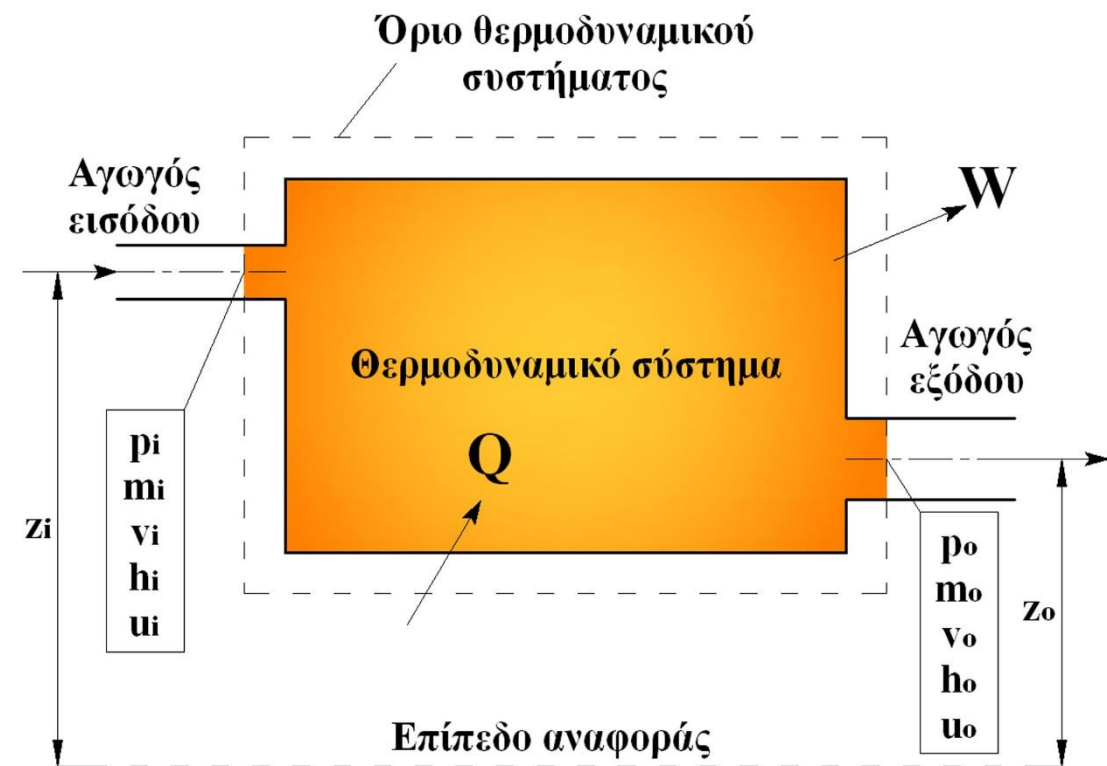 Όριο θερμοδυναμικού
συστήματος
Αγωγός
εισόδου
W
Θερμοδυναμικό σύστημα
Αγωγός
εξόδου
Q
zi
pi
mi
vi
hi
ui
po
mo
vo
ho
uo
zo
Επίπεδο αναφοράς